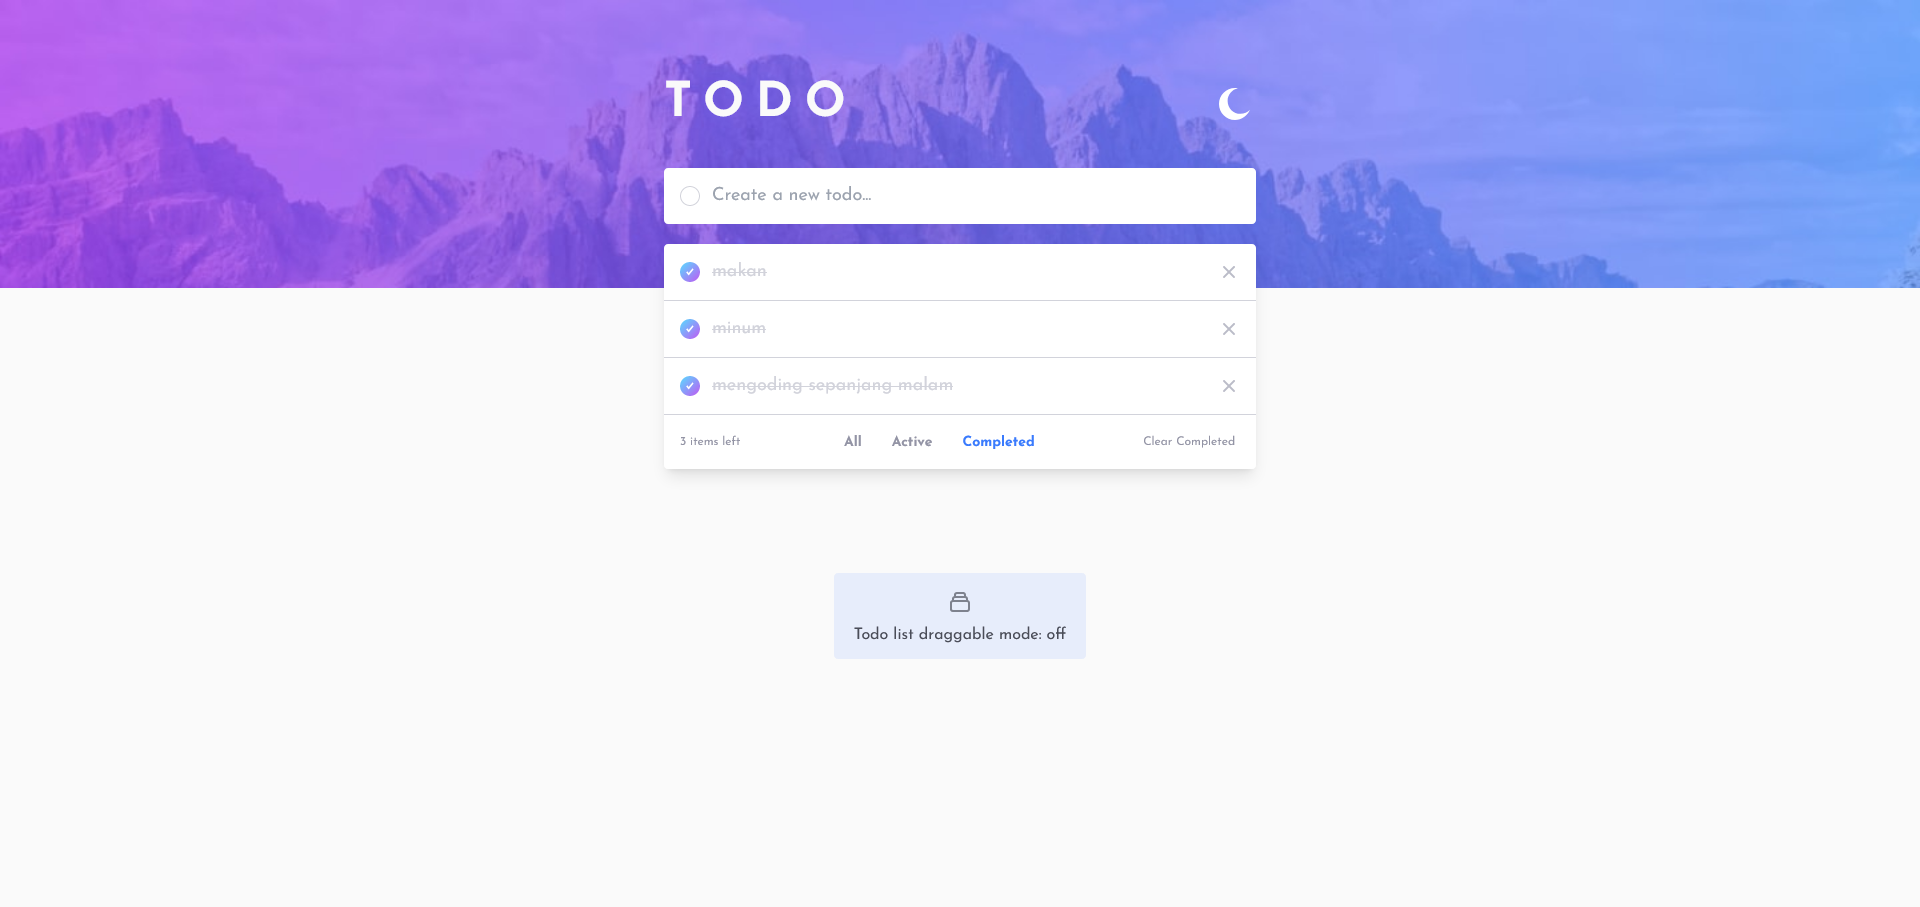 TODO
Create a new todo...
makan
minum
mengoding sepanjang malam
3 items left All Active Completed Clear Completed
Todo list draggable mode: off